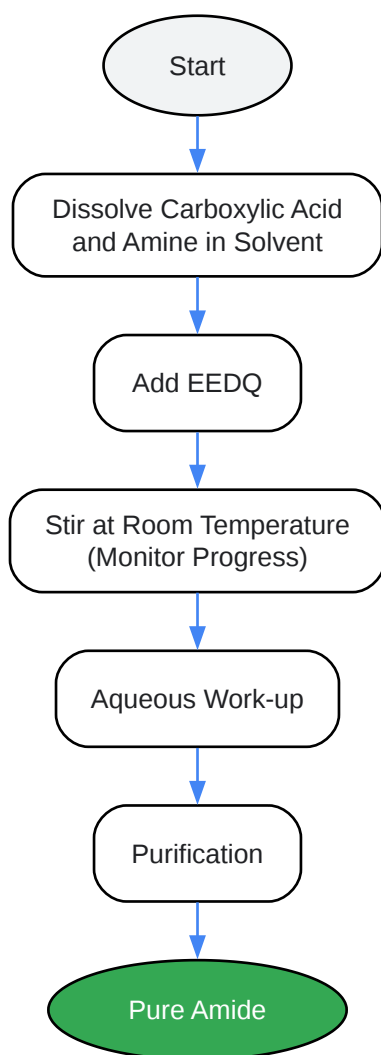 Start
Dissolve Carboxylic Acid
and Amine in Solvent
Add EEDQ
Stir at Room Temperature
(Monitor Progress)
Aqueous Work-up
Purification
Pure Amide